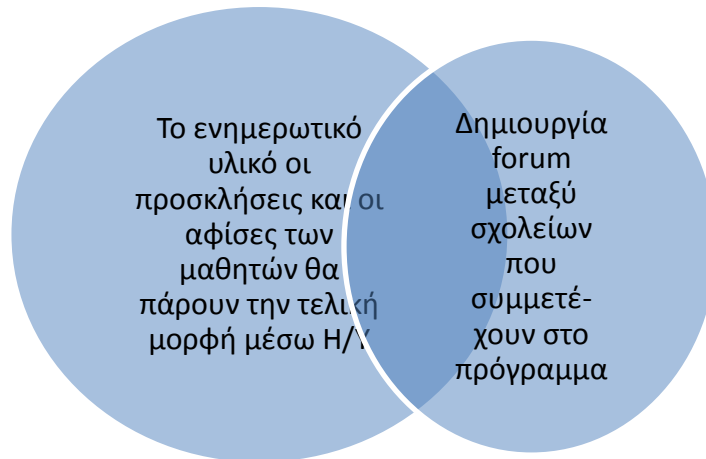 Το ενημερωτικό
υλικό οι
προσκλήσεις και οι
αφίσες των
μαθητών θα
πάρουν την τελική
μορφή μέσω Η/Υ
Δημιουργία
forum
μεταξύ
σχολείων
που
συμμετέ-
χουν στο
πρόγραμμα